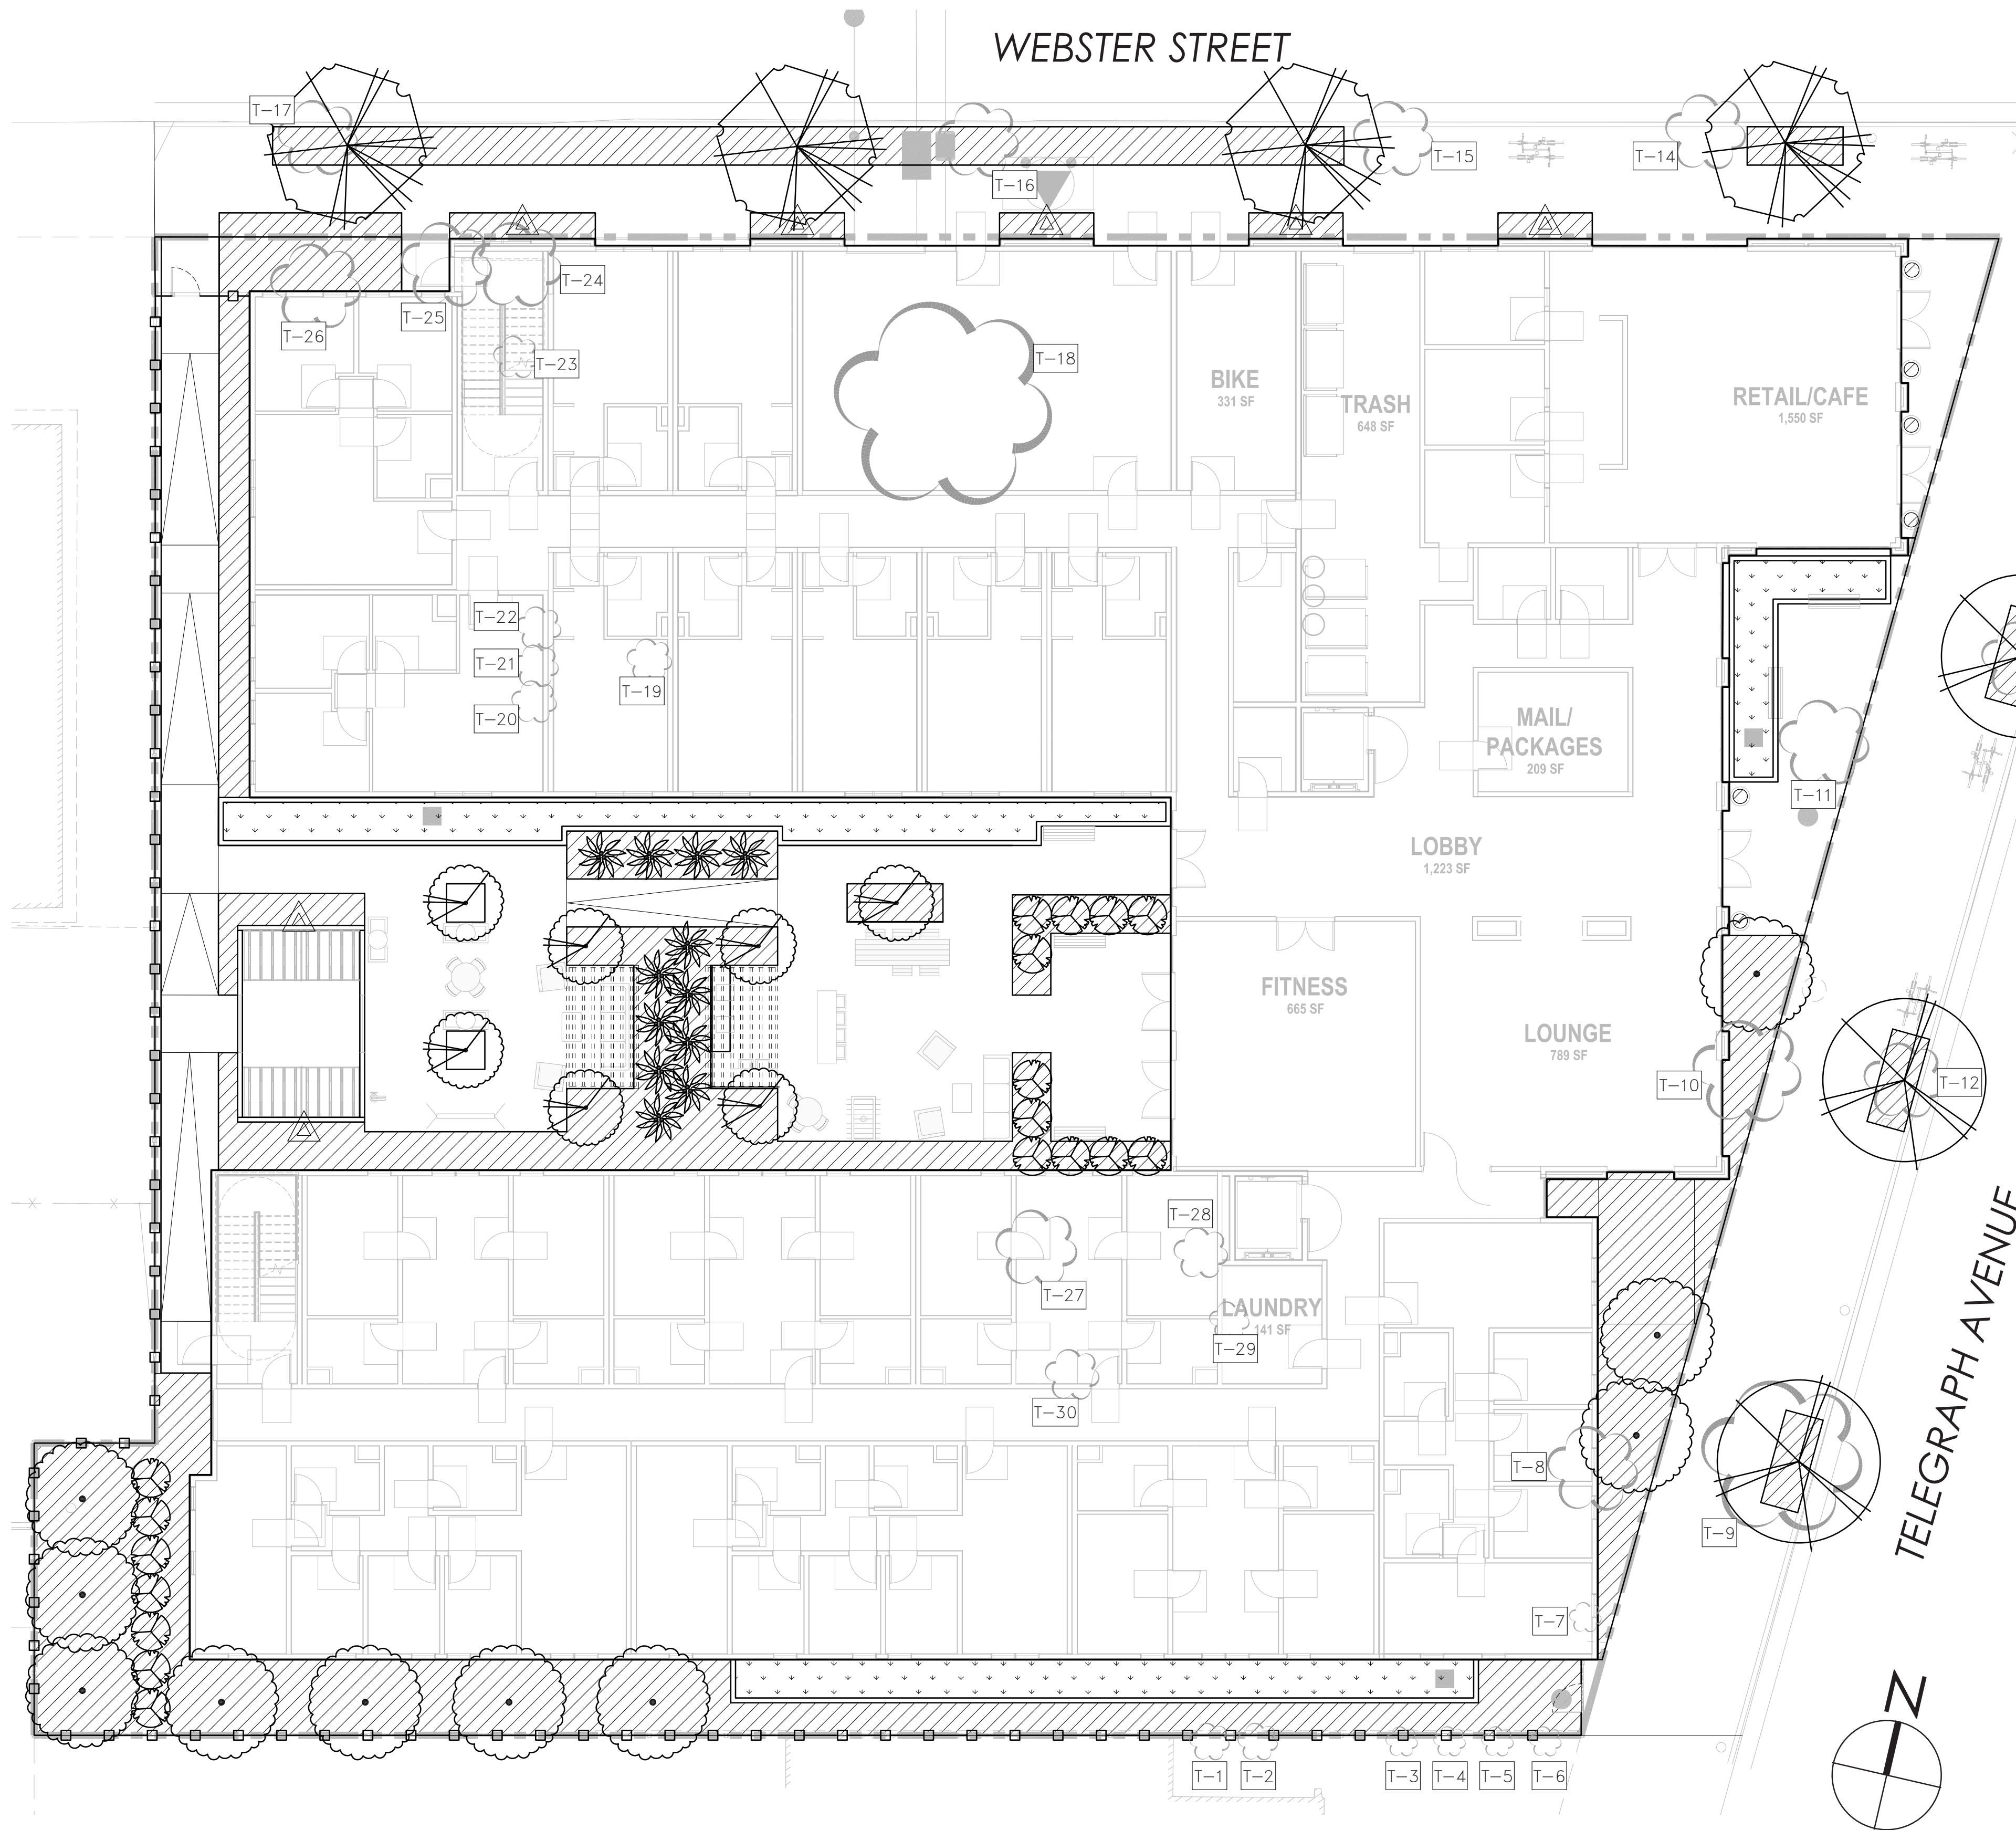 WEBSTER STREET
T-17
T-16
T-15
T-14
T-26
T-25
T-24
T-23
T-18
BIKE
331 SF
TRASH
648 SF
RETAIL/CAFE
1,550 SF
T-22
T-21
T-20
T-19
MAIL/
PACKAGES
209 SF
T-11
LOBBY
1,223 SF
FITNESS
665 SF
LOUNGE
789 SF
T-10
T-12
T-28
T-27
LAUNDRY
141 SF
T-29
T-30
T-8
T-9
T-7
TELEGRAPH AVENUE
T-1
T-2
T-3
T-4
T-5
T-6
N